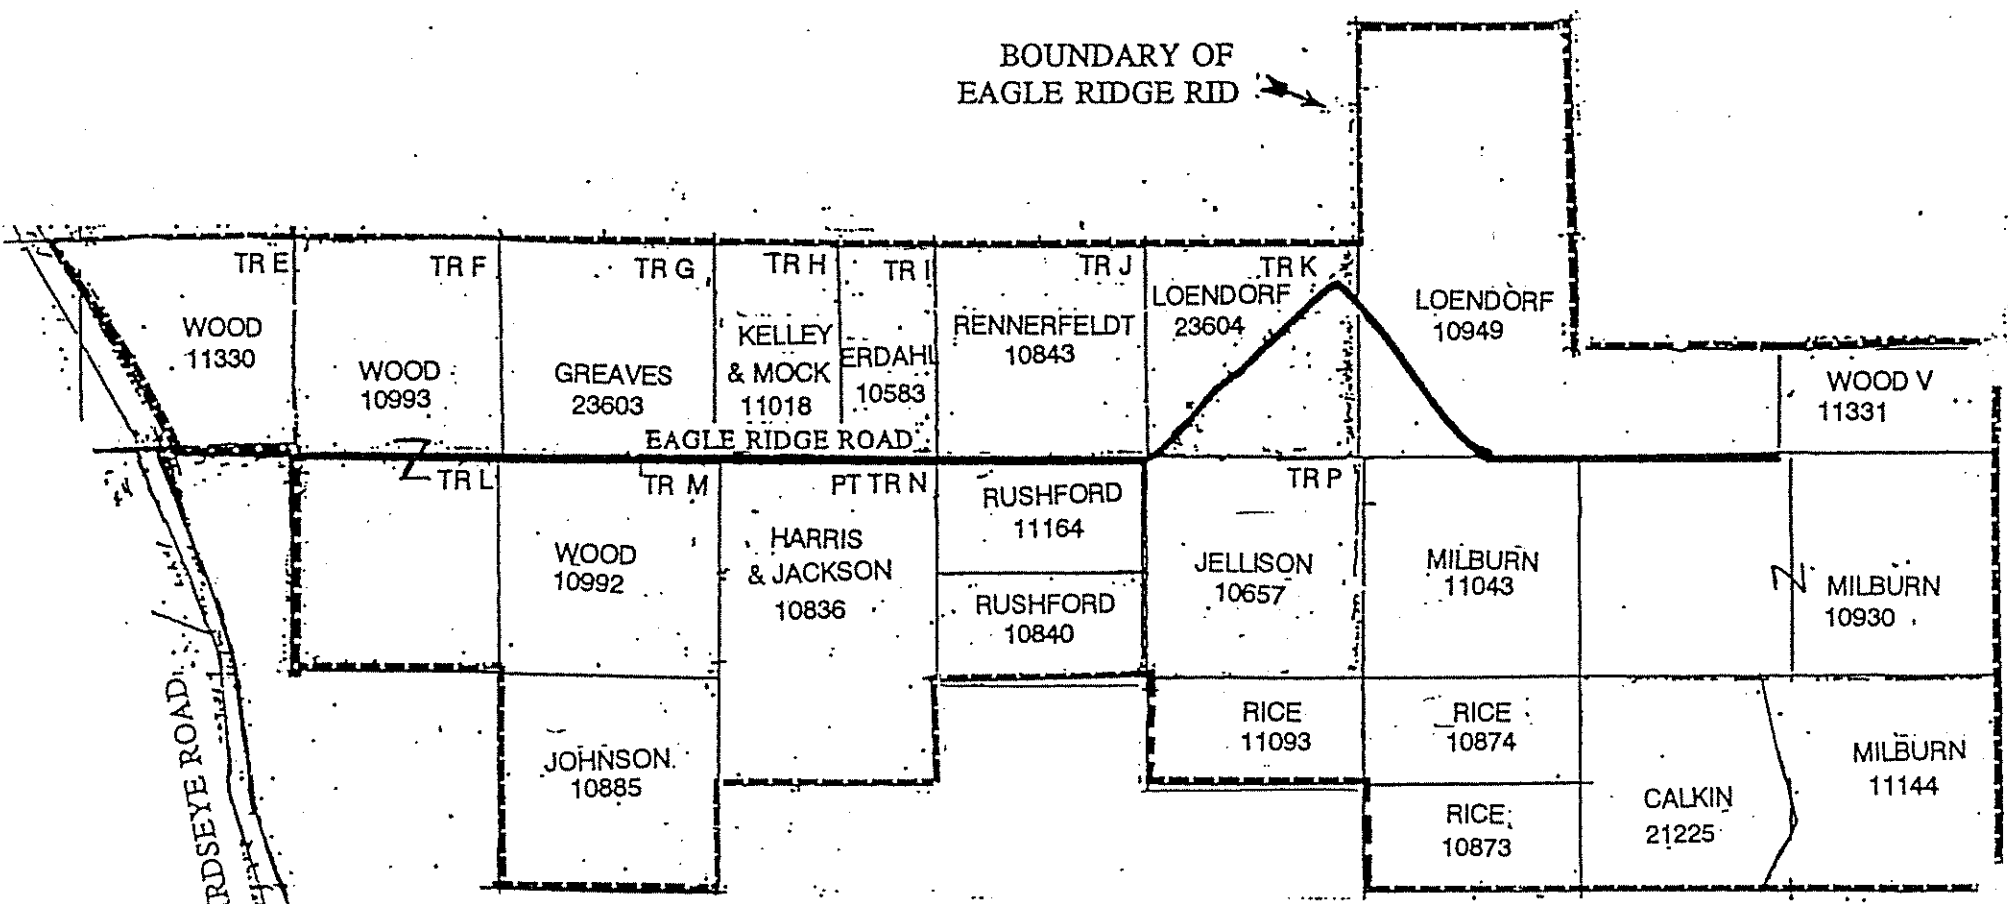 BOUNDARY OF
EAGLE RIDGE RID
TR E
TR F
TR G
TR H
TR I
TR J
TR K
WOOD
11330
WOOD
10993
GREAVES
23603
KELLEY
& MOCK
11018
ERDAHL
10583
RENNERFELDT
10843
LOENDORF
23604
LOENDORF
10949
WOOD V
11331
EAGLE RIDGE ROAD
TR L
TR M
PT TR N
TR P
WOOD
10992
HARRIS
& JACKSON
10836
RUSHFORD
11164
RUSHFORD
10840
JELLISON
10657
MILBURN
11043
MILBURN
10930
JOHNSON
10885
RICE
11093
RICE
10874
RICE
10873
CALKIN
21225
MILBURN
11144
IRDSEYE ROAD